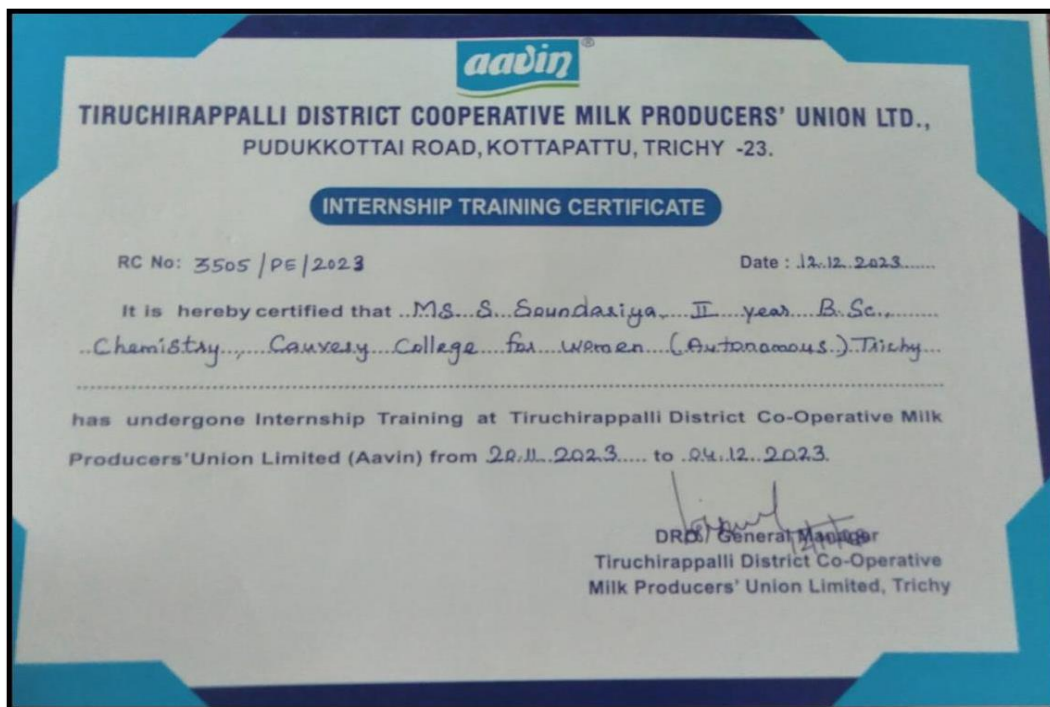 aavin®
TIRUCHIRAPPALLI DISTRICT COOPERATIVE MILK PRODUCERS' UNION LTD.,
PUDUKKOTTAI ROAD, KOTTAPATTU, TRICHY -23.
INTERNSHIP TRAINING CERTIFICATE
RC No: 3505/PE/2023 Date : 12.12.2023
It is hereby certified that Ms. S. Soundariya, II year B.Sc.,
Chemistry, Cauvery College for women (Autonomous) Trichy
has undergone Internship Training at Tiruchirappalli District Co-Operative Milk
Producers'Union Limited (Aavin) from 20.11.2023 to 04.12.2023
General Manager
Tiruchirappalli District Co-Operative
Milk Producers' Union Limited, Trichy